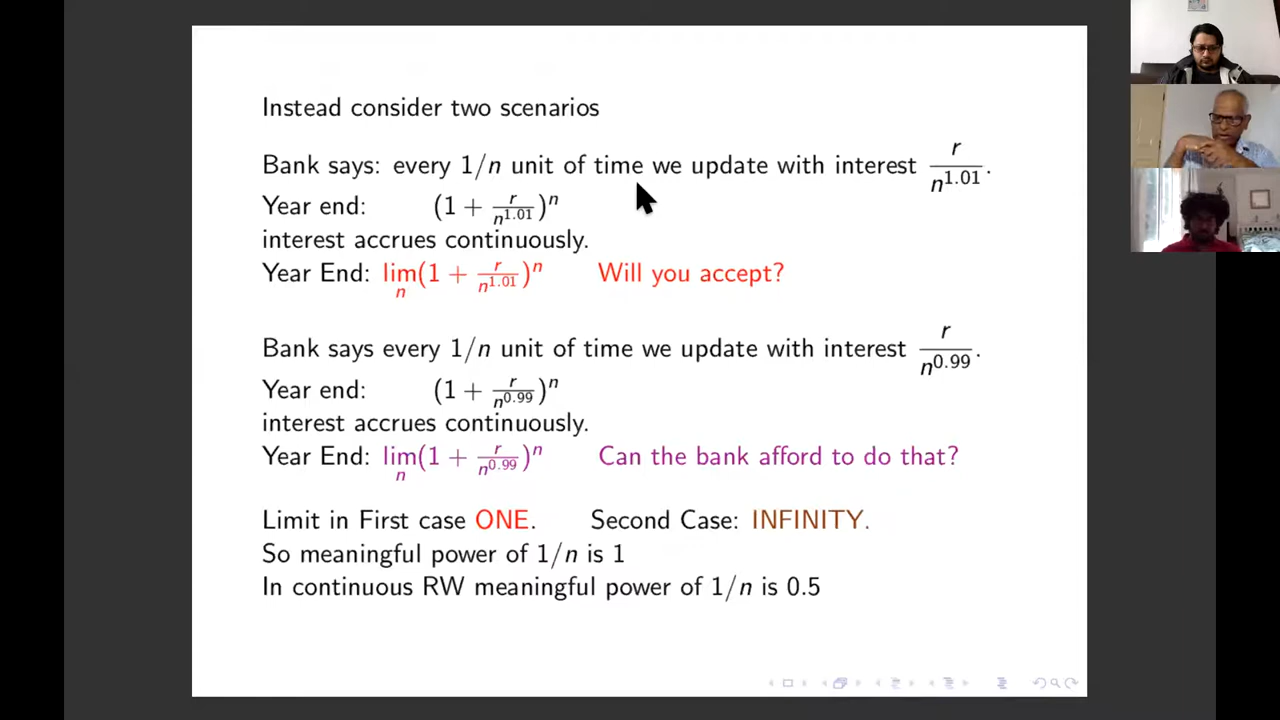 Instead consider two scenarios
Bank says: every 1/n unit of time we update with interest r/n^1.01.
Year end: (1 + r/n^1.01)^n
interest accrues continuously.
Year End: lim_n (1 + r/n^1.01)^n Will you accept?
Bank says every 1/n unit of time we update with interest r/n^0.99.
Year end: (1 + r/n^0.99)^n
interest accrues continuously.
Year End: lim_n (1 + r/n^0.99)^n Can the bank afford to do that?
Limit in First case ONE. Second Case: INFINITY.
So meaningful power of 1/n is 1
In continuous RW meaningful power of 1/n is 0.5